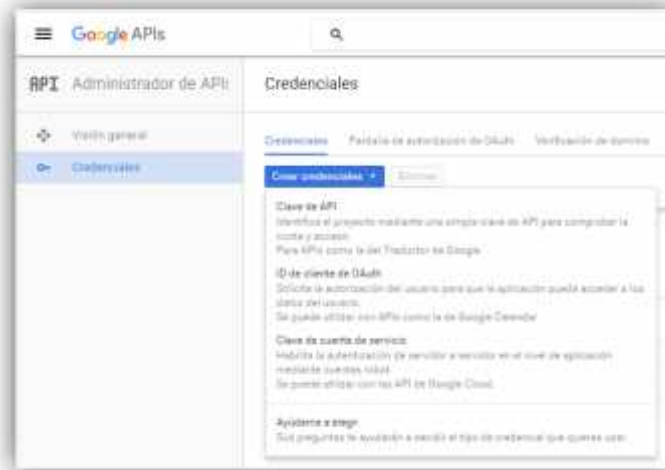 Google APIs
API Administrador de APIs
Credenciales
Visión general
Credenciales
Credenciales Pantalla de autorización de OAuth Verificación de dominio
Crear credenciales Eliminar
Clave de API
Identifica el proyecto mediante una simple clave de API para comprobar la cuota y acceso.
Para APIs como la del Traductor de Google.
ID de cliente de OAuth
Solicita la autorización del usuario para que la aplicación pueda acceder a los
datos del usuario.
Se puede utilizar con APIs como la de Google Calendar
Clave de cuenta de servicio
Habilita la autenticación de servidor a servidor en el nivel de aplicación
mediante cuentas robot.
Se puede utilizar con las API de Google Cloud.
Ayúdame a elegir
Sus preguntas te ayudarán a decidir el tipo de credencial que quieres usar